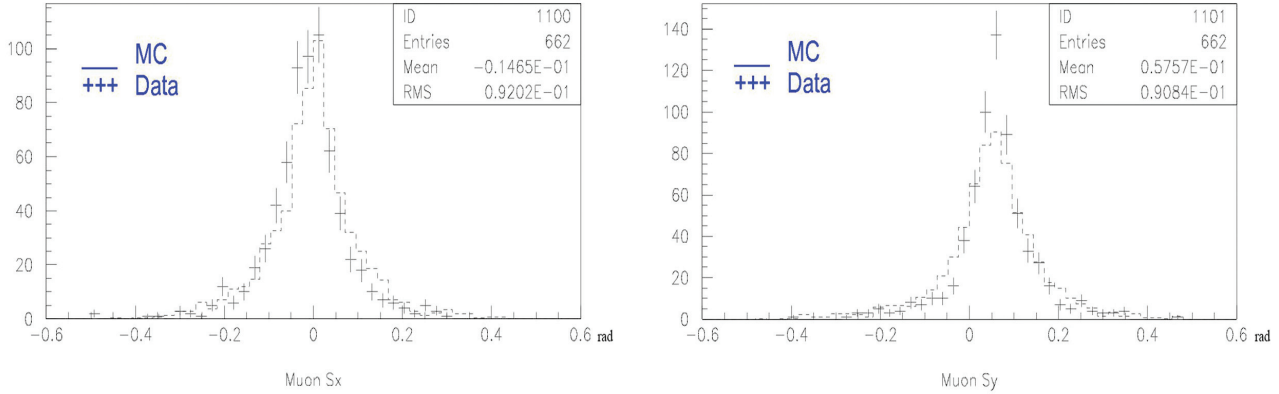 ID 1100
Entries 662
Mean -0.1465E-01
RMS 0.9202E-01
MC
+++ Data
100
80
60
40
20
0
-0.6 -0.4 -0.2 0 0.2 0.4 0.6 rad
Muon Sx
ID 1101
Entries 662
Mean 0.5757E-01
RMS 0.9084E-01
MC
+++ Data
140
120
100
80
60
40
20
0
-0.6 -0.4 -0.2 0 0.2 0.4 0.6 rad
Muon Sy